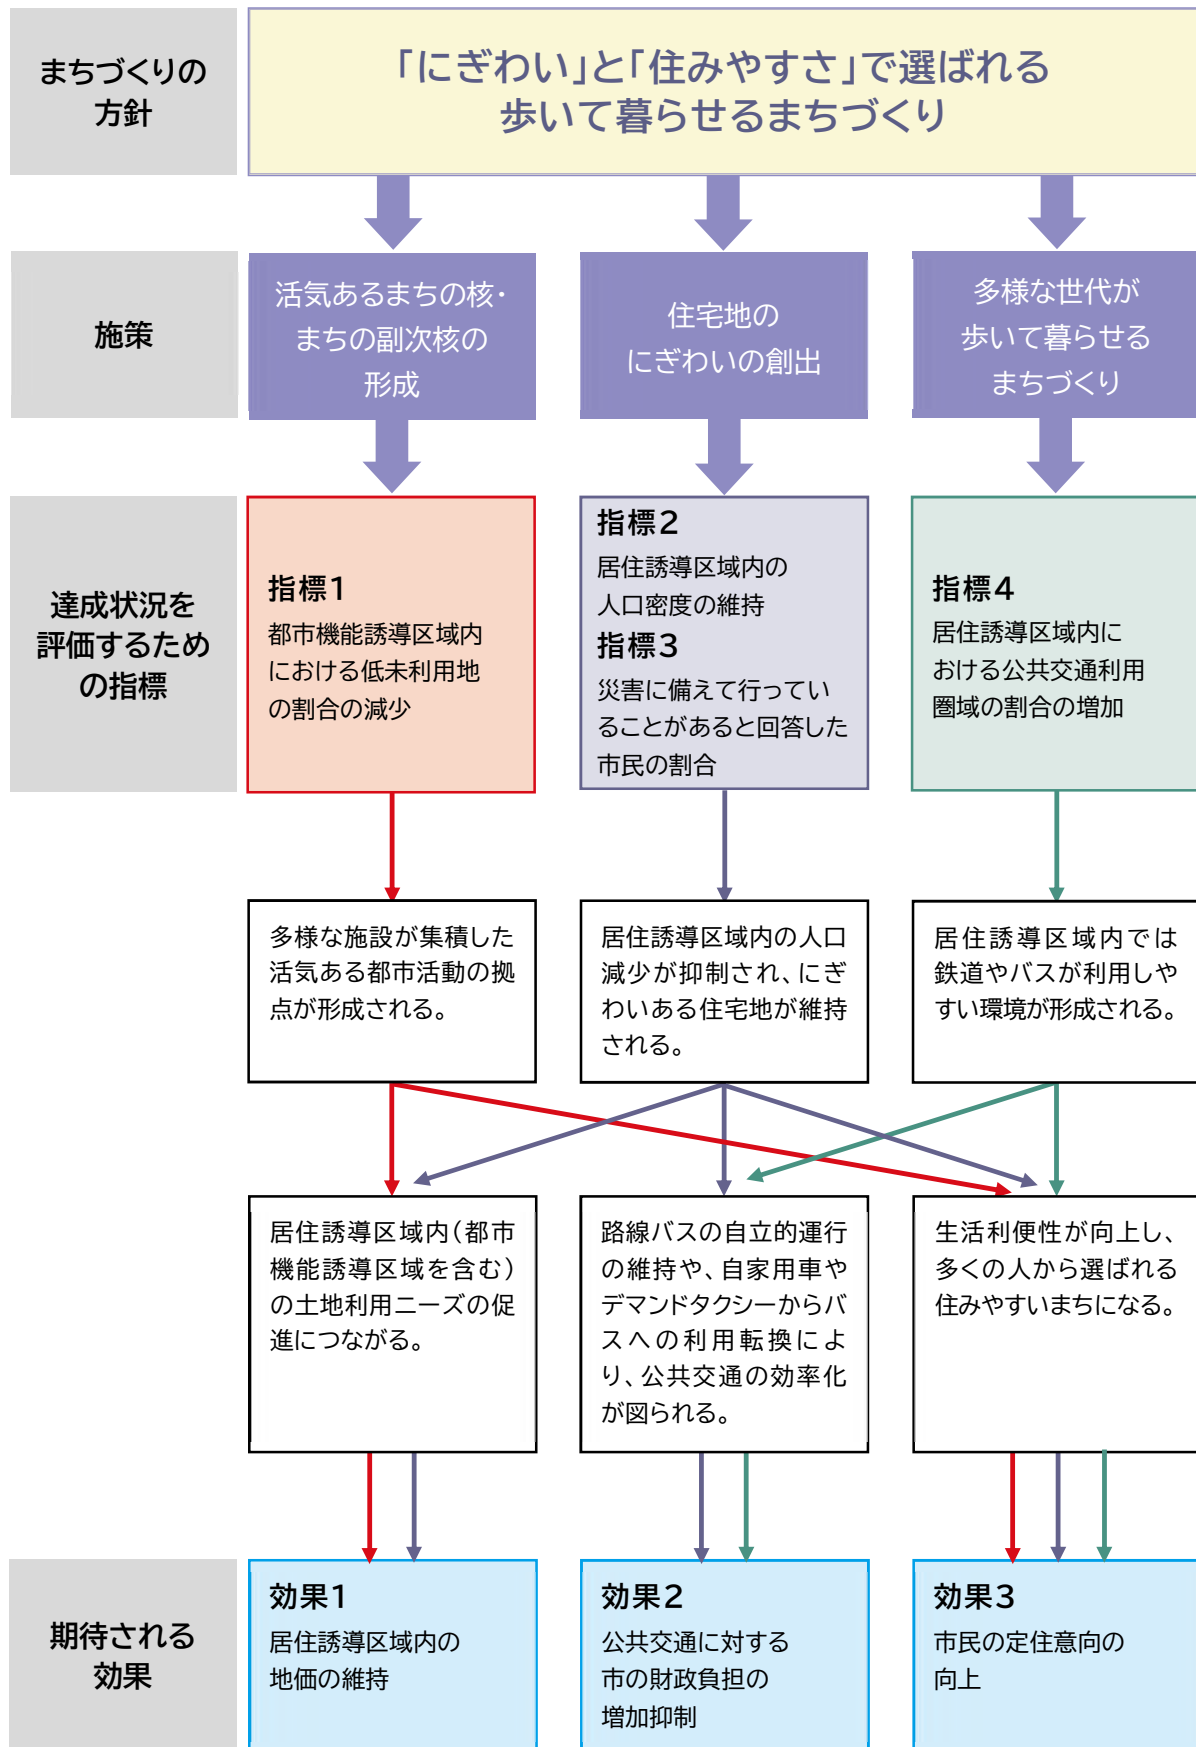 まちづくりの
方針
「にぎわい」と「住みやすさ」で選ばれる
歩いて暮らせるまちづくり
施策
活気あるまちの核・
まちの副次核の
形成
住宅地の
にぎわいの創出
多様な世代が
歩いて暮らせる
まちづくり
達成状況を
評価するため
の指標
指標1
都市機能誘導区域内
における低未利用地
の割合の減少
指標2
居住誘導区域内の
人口密度の維持
指標3
災害に備えて行ってい
ることがあると回答した
市民の割合
指標4
居住誘導区域内に
おける公共交通利用
圏域の割合の増加
多様な施設が集積した
活気ある都市活動の拠
点が形成される。
居住誘導区域内の人口
減少が抑制され、にぎ
わいある住宅地が維持
される。
居住誘導区域内では
鉄道やバスが利用しや
すい環境が形成される。
居住誘導区域内(都市
機能誘導区域を含む)
の土地利用ニーズの促
進につながる。
路線バスの自立的運行
の維持や、自家用車や
デマンドタクシーからバ
スへの利用転換によ
り、公共交通の効率化
が図られる。
生活利便性が向上し、
多くの人から選ばれる
住みやすいまちになる。
期待される
効果
効果1
居住誘導区域内の
地価の維持
効果2
公共交通に対する
市の財政負担の
増加抑制
効果3
市民の定住意向の
向上